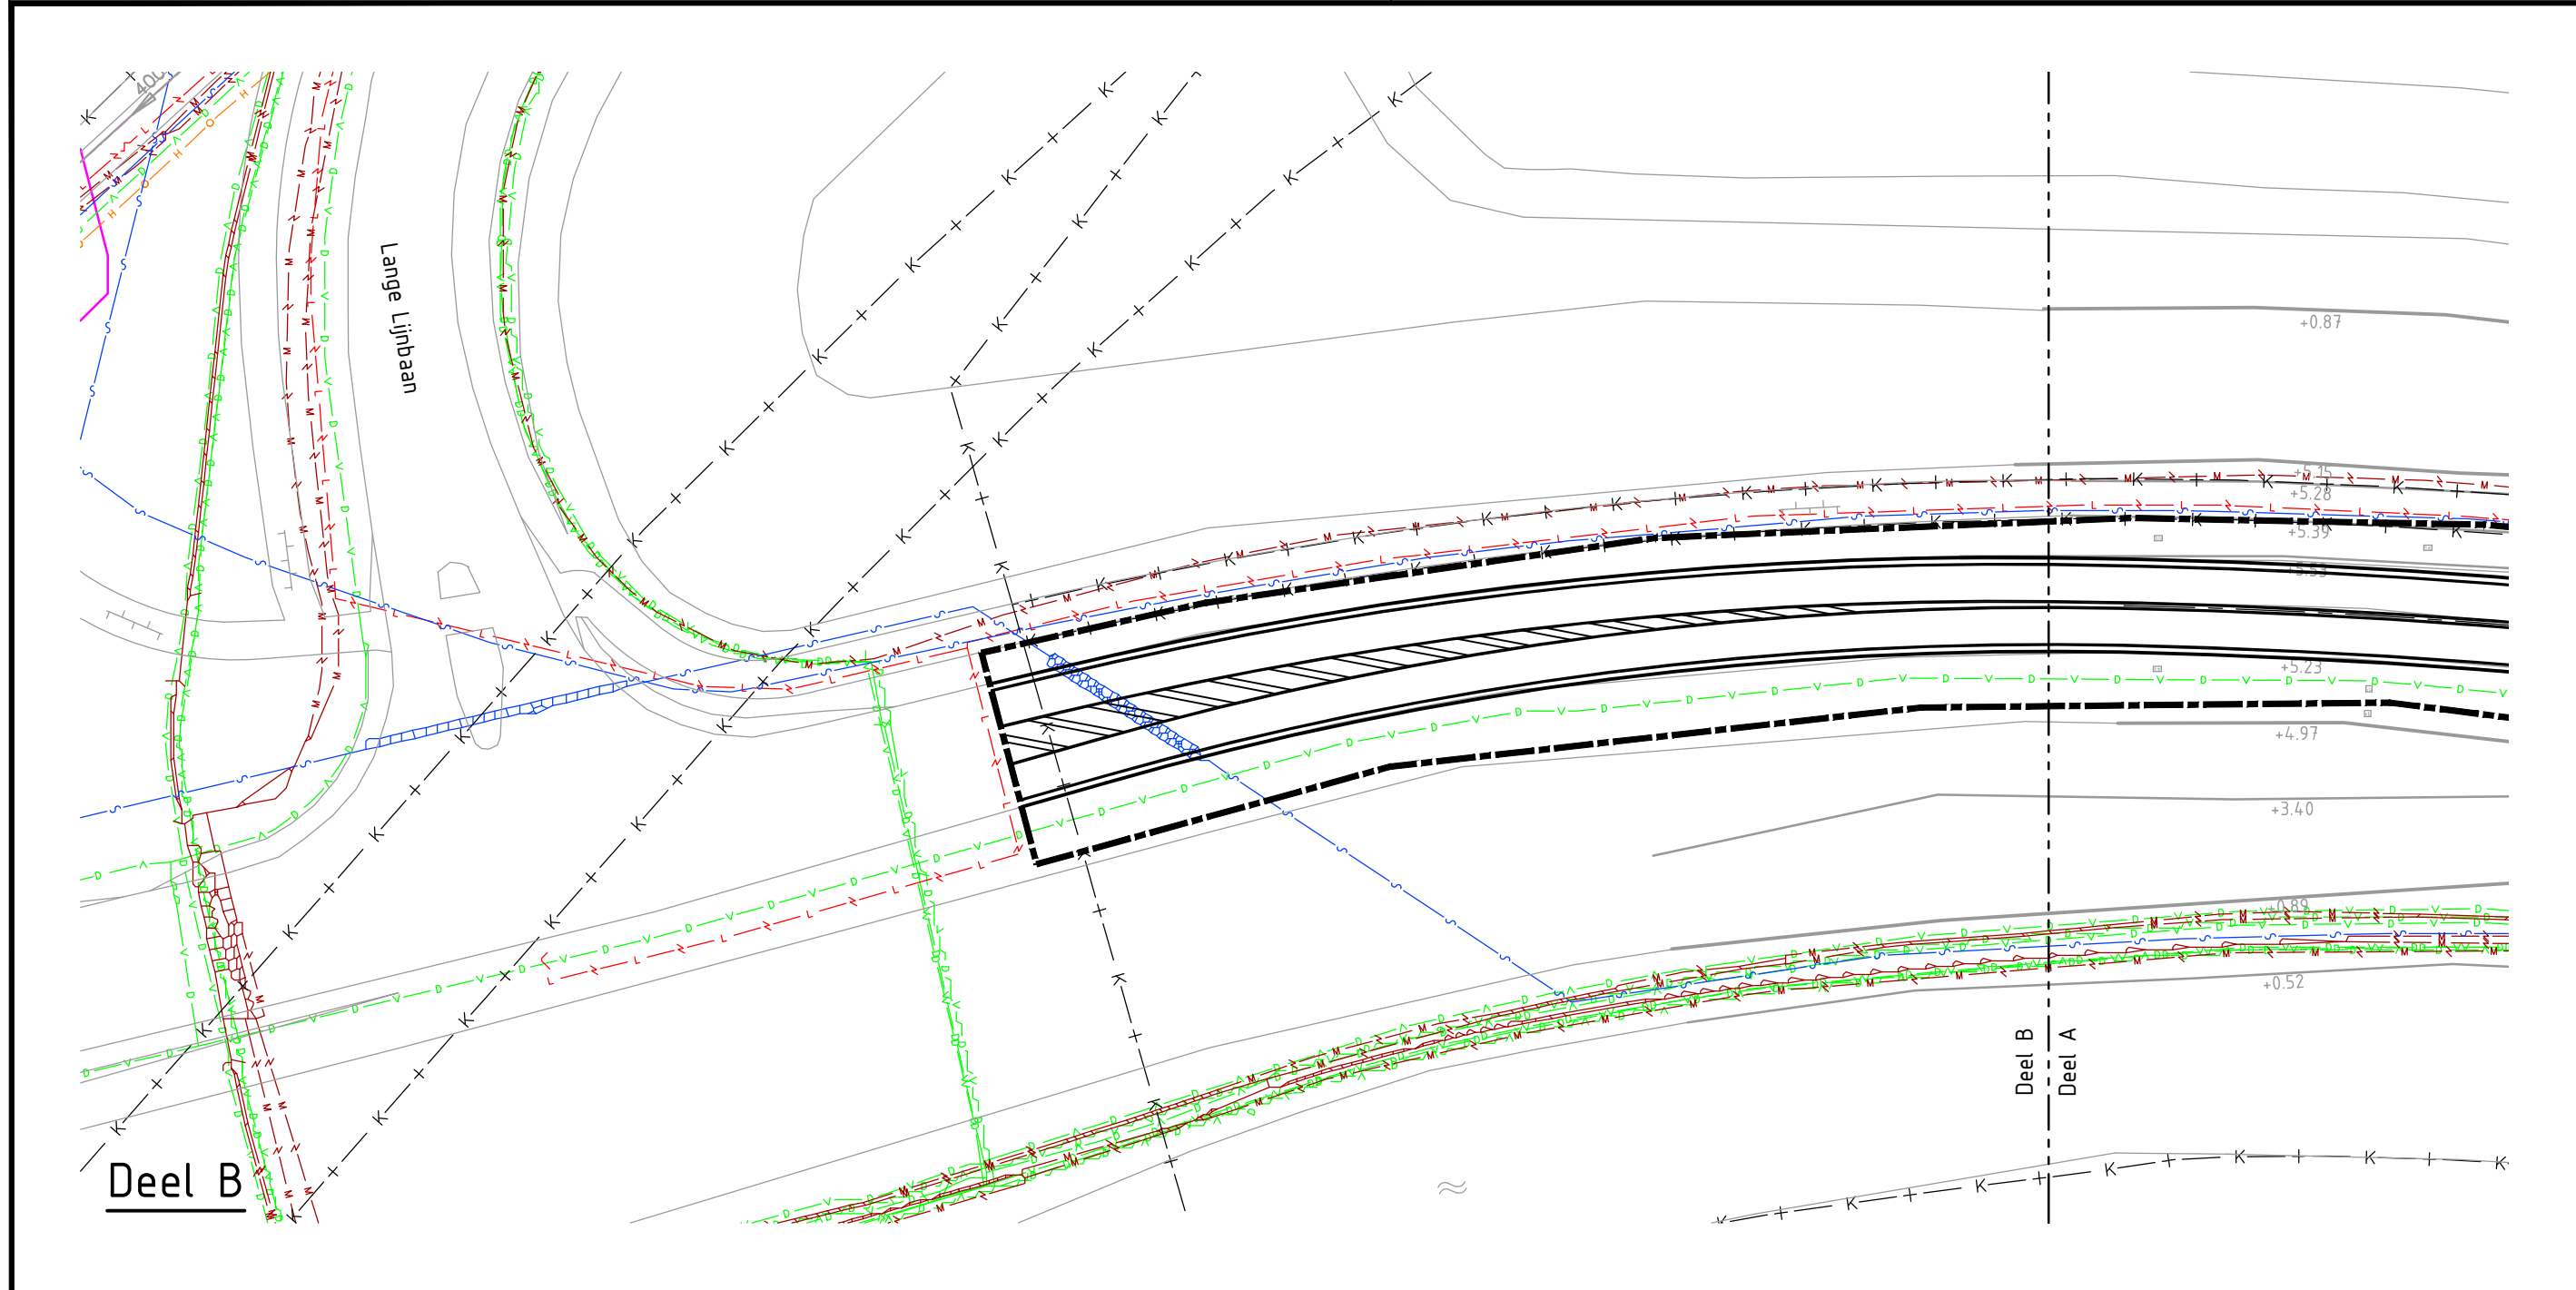 400
Lange Lijnbaan
+0.87
+5.15
+5.28
+5.39
+5.23
+4.97
+3.40
+0.89
+0.52
Deel B
Deel A
Deel B